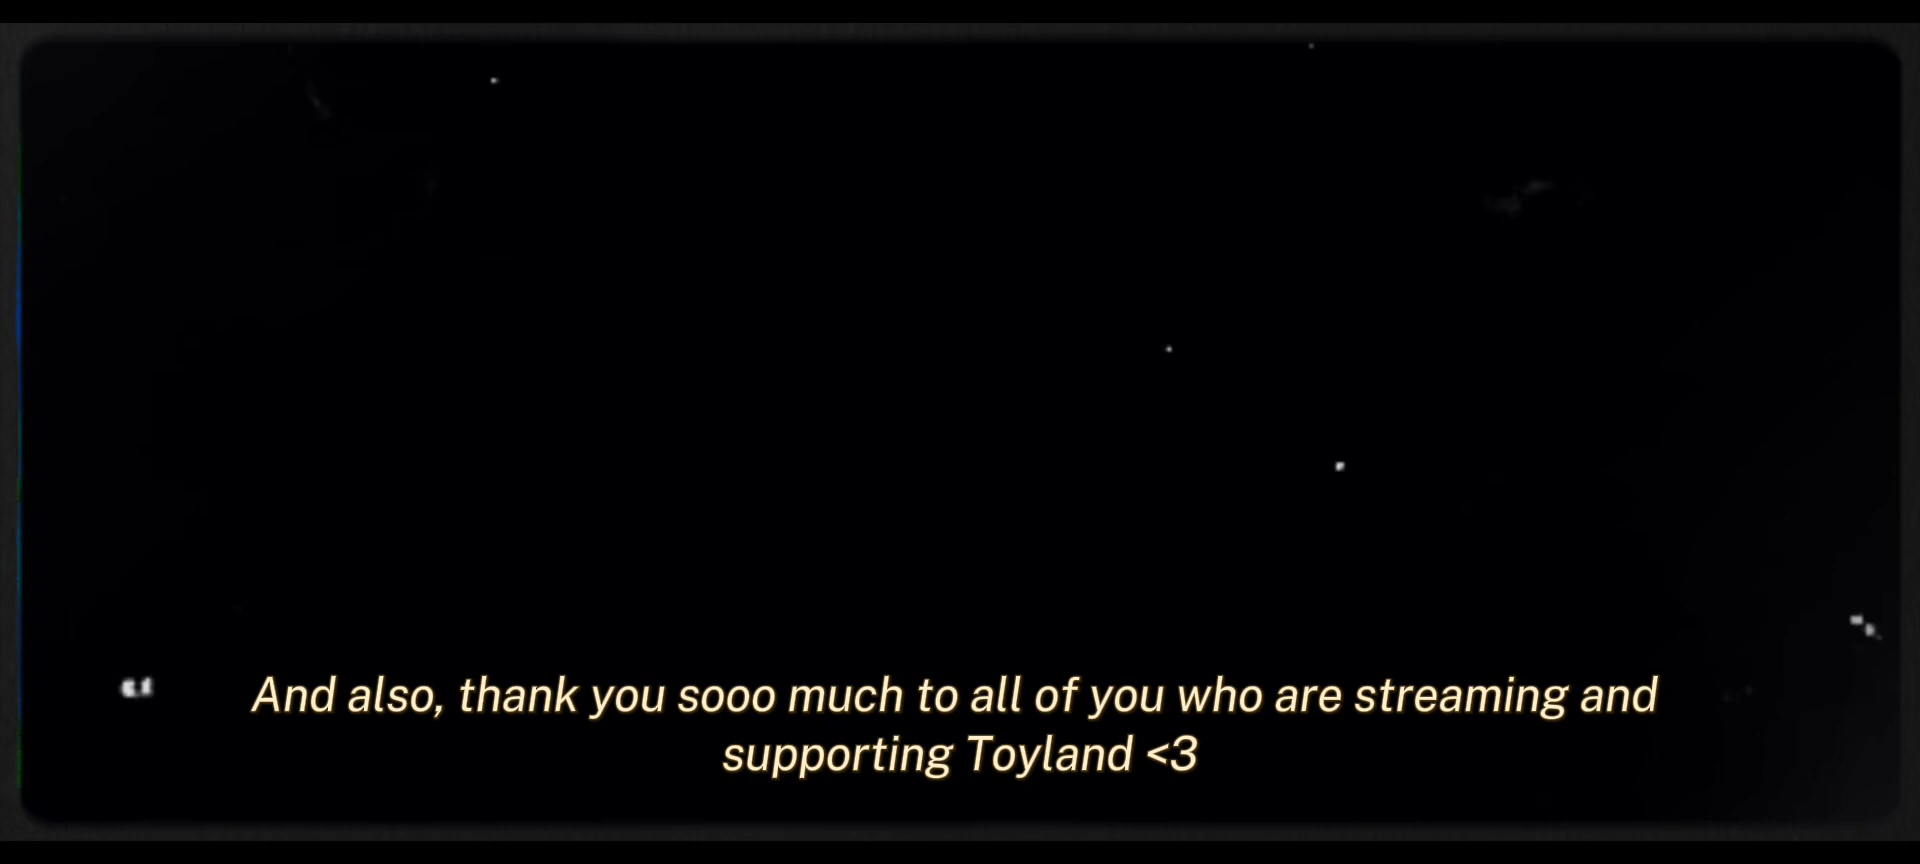 And also, thank you sooo much to all of you who are streaming and
supporting Toyland <3